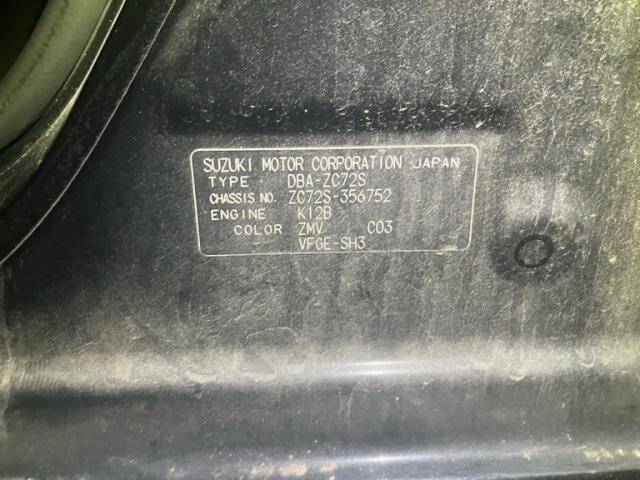 SUZUKI MOTOR CORPORATION JAPAN
TYPE DBA-ZC72S
CHASSIS NO. ZC72S-356752
ENGINE K12B
COLOR ZMV C03
VFGE-SH3